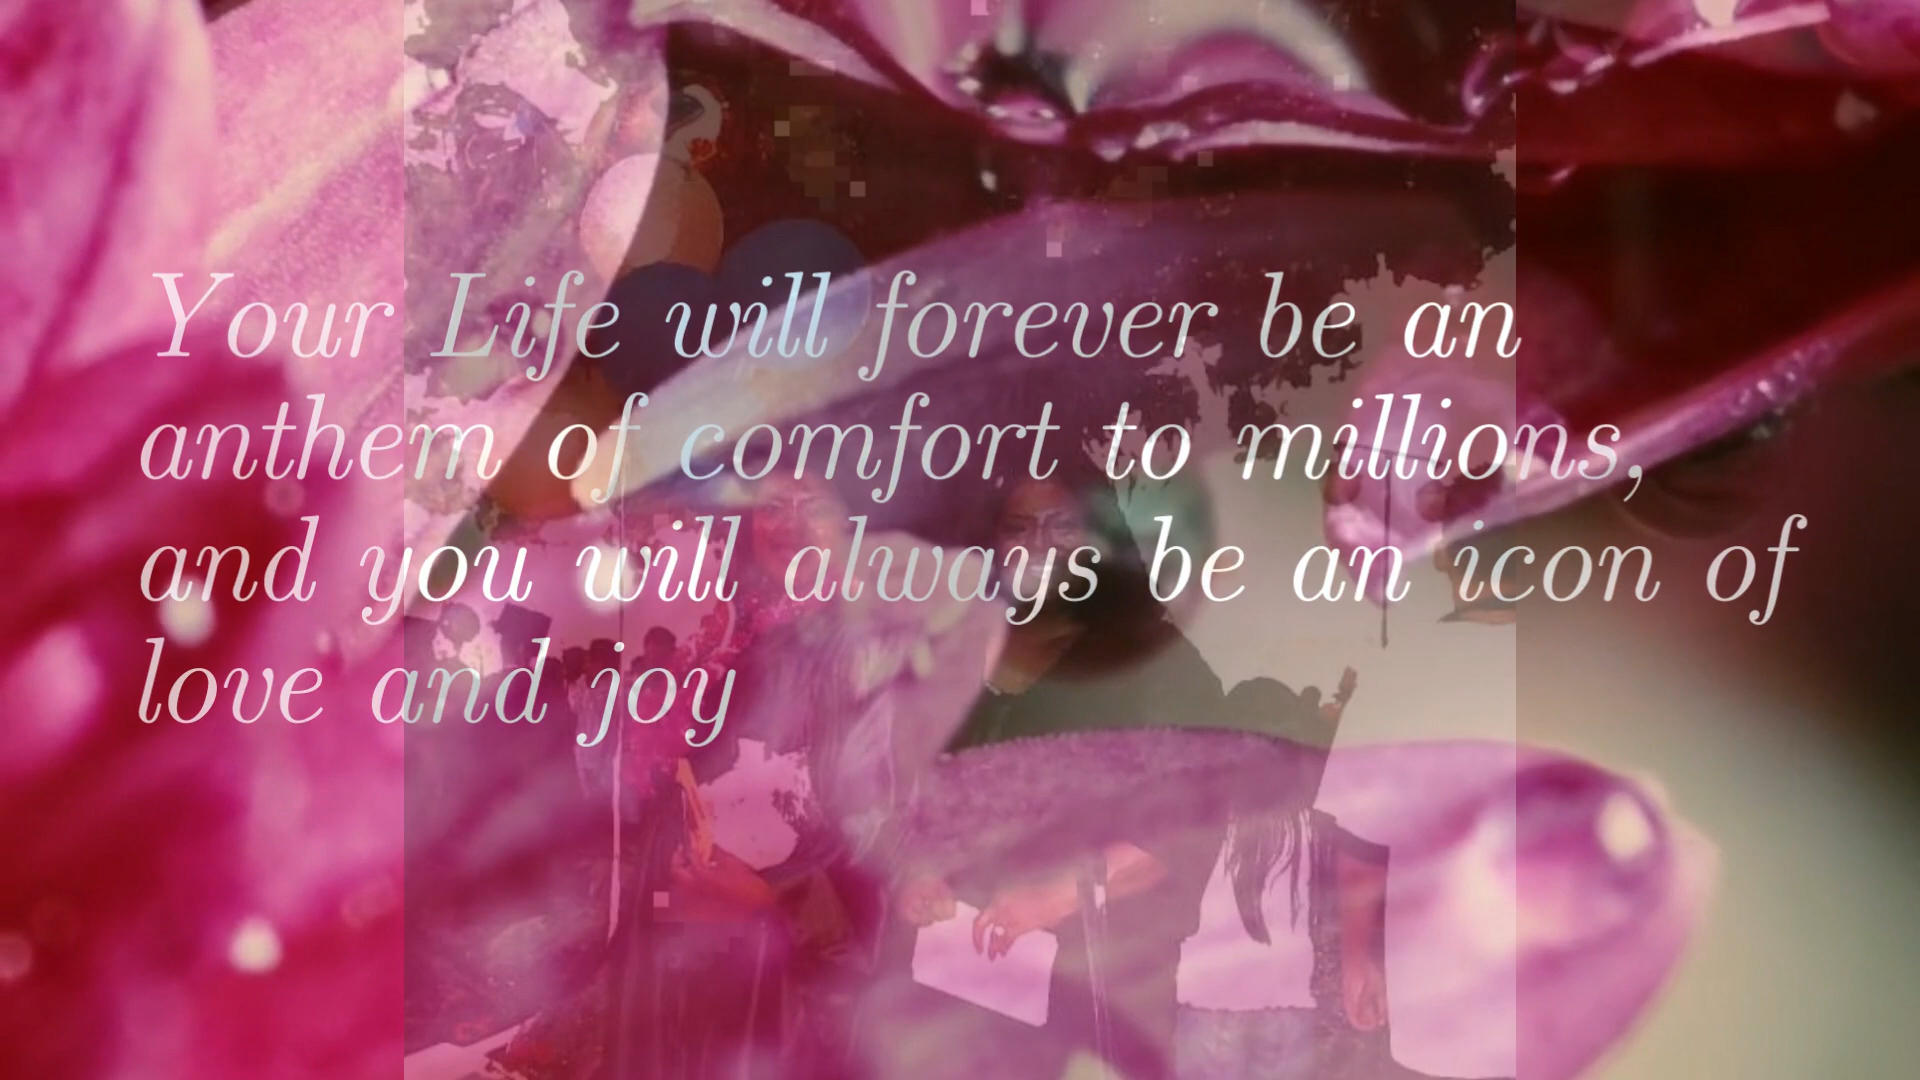 Your Life will forever be an
anthem of comfort to millions,
and you will always be an icon of
love and joy